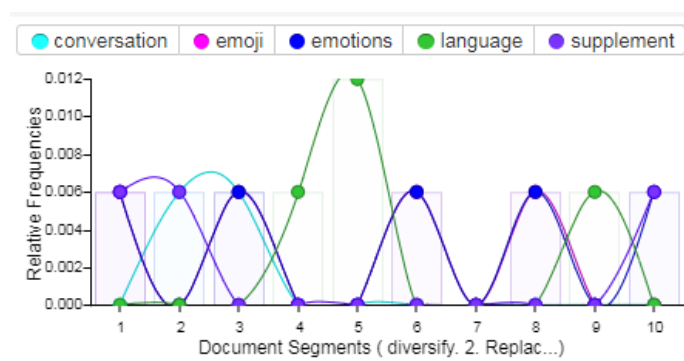 conversation emoji emotions language supplement
0.012
0.010
0.008
0.006
0.004
0.002
0.000
Relative Frequencies
1 2 3 4 5 6 7 8 9 10
Document Segments ( diversify. 2. Replac...)